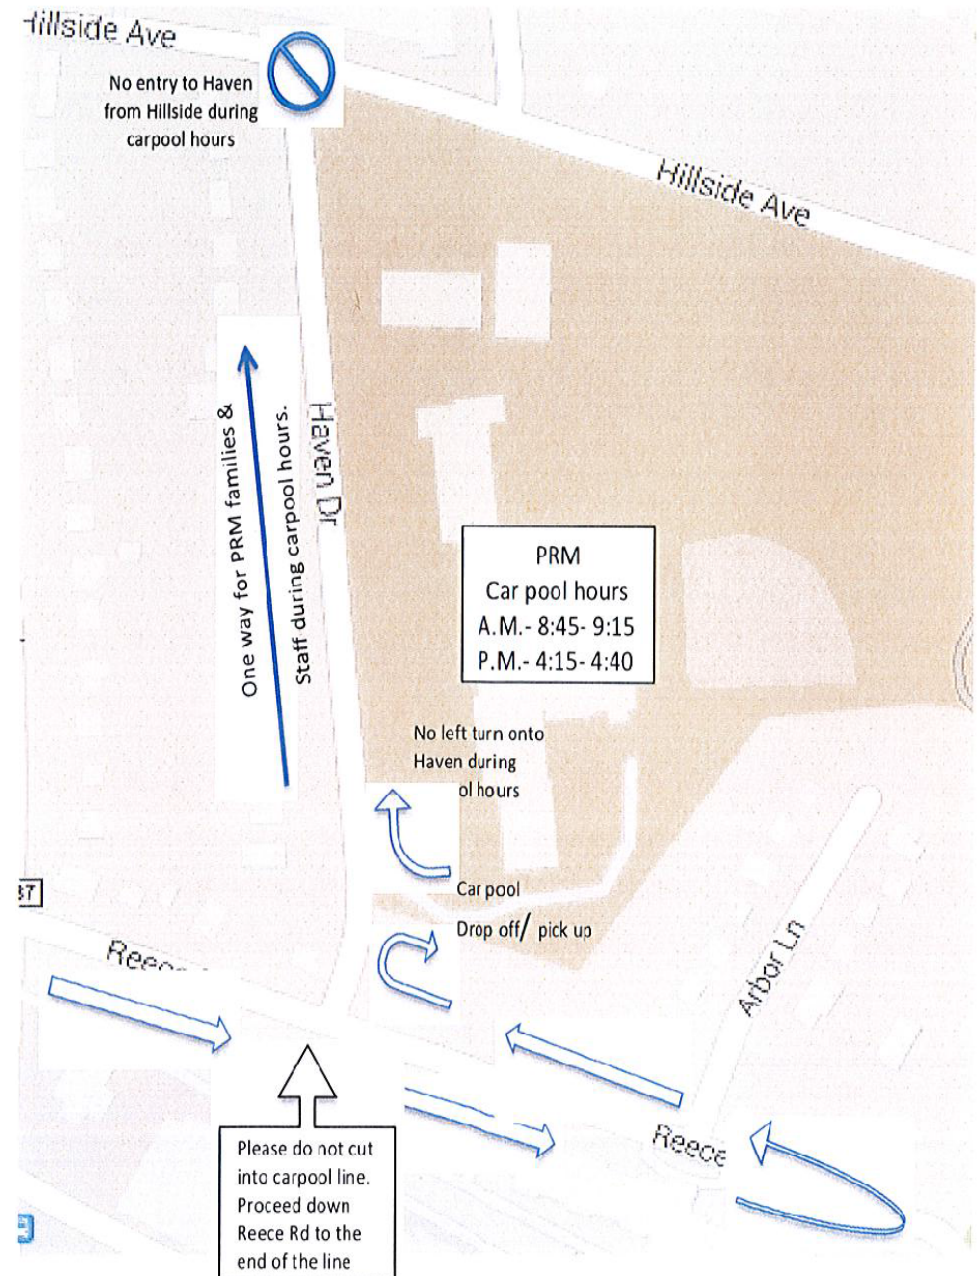 Hillside Ave
No entry to Haven
from Hillside during
carpool hours
Hillside Ave
One way for PRM families &
Staff during carpool hours.
Haven Dr
PRM
Car pool hours
A.M.- 8:45- 9:15
P.M.- 4:15- 4:40
No left turn onto
Haven during
ol hours
37
Car pool
Drop off/ pick up
Arbor Ln
Reece
Reece
Please do not cut
into carpool line.
Proceed down
Reece Rd to the
end of the line